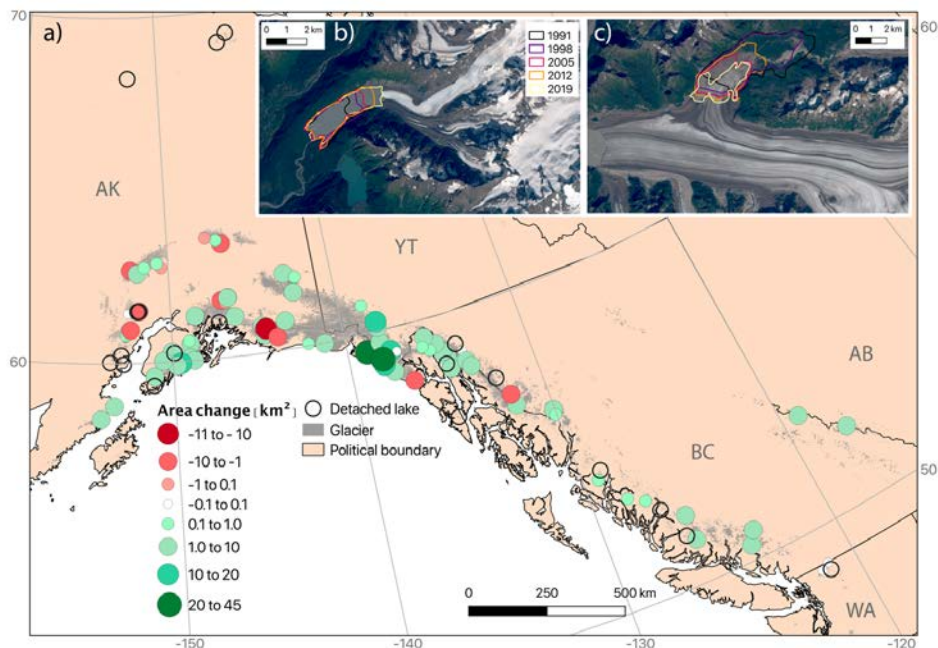 70
a)
0 1 2 km
b)
1991
1998
2005
2012
2019
c)
0 1 2 km
60
AK
YT
60
AB
BC
50
WA
Area change [km²]
-11 to - 10
-10 to -1
-1 to 0.1
-0.1 to 0.1
0.1 to 1.0
1.0 to 10
10 to 20
20 to 45
Detached lake
Glacier
Political boundary
0 250 500 km
-150
-140
-130
-120